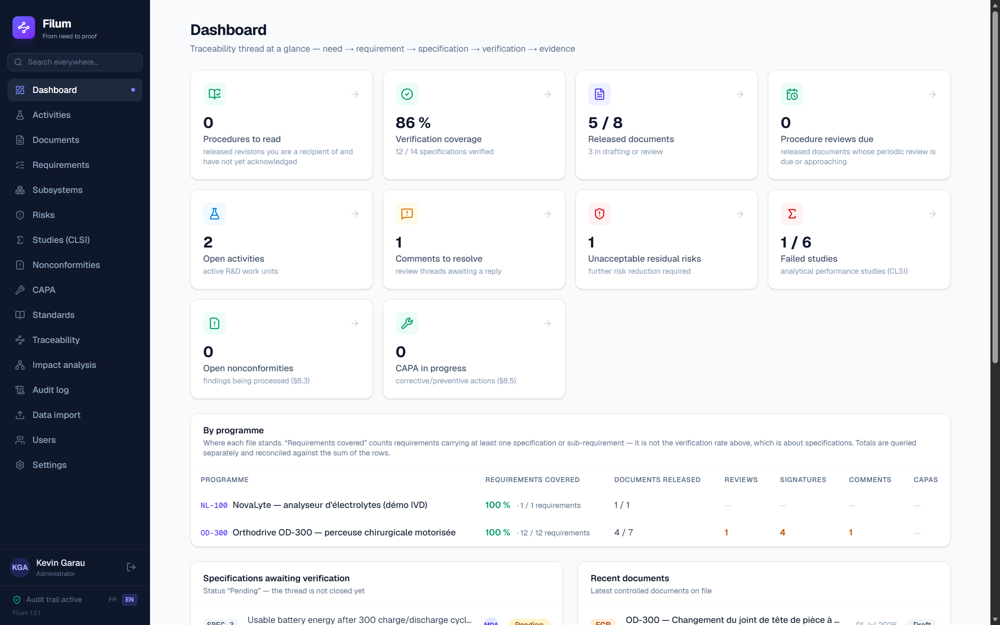 Filum
From need to proof
Search everywhere...
Dashboard
Activities
Documents
Requirements
Subsystems
Risks
Studies (CLSI)
Nonconformities
CAPA
Standards
Traceability
Impact analysis
Audit log
Data import
Users
Settings
KGA
Kevin Garau
Administrator
Audit trail active
FR
EN
Filum 1.2.1
Dashboard
Traceability thread at a glance — need → requirement → specification → verification → evidence
0
Procedures to read
released revisions you are a recipient of and
have not yet acknowledged
86 %
Verification coverage
12 / 14 specifications verified
5 / 8
Released documents
3 in drafting or review
0
Procedure reviews due
released documents whose periodic review is
due or approaching
2
Open activities
active R&D work units
1
Comments to resolve
review threads awaiting a reply
1
Unacceptable residual risks
further risk reduction required
1 / 6
Failed studies
analytical performance studies (CLSI)
0
Open nonconformities
findings being processed (§8.3)
0
CAPA in progress
corrective/preventive actions (§8.5)
By programme
Where each file stands. “Requirements covered” counts requirements carrying at least one specification or sub-requirement — it is not the verification rate above, which is about specifications. Totals are queried
separately and reconciled against the sum of the rows.
PROGRAMME REQUIREMENTS COVERED DOCUMENTS RELEASED REVIEWS SIGNATURES COMMENTS CAPAS
NL-100 NovaLyte — analyseur d'électrolytes (démo IVD) 100 % · 1 / 1 requirements 1 / 1 — — — —
OD-300 Orthodrive OD-300 — perceuse chirurgicale motorisée 100 % · 12 / 12 requirements 4 / 7 1 4 1 —
Specifications awaiting verification
Status “Pending” — the thread is not closed yet
SPEC-3 Usable battery energy after 300 charge/discharge cycl... MDA Pending
Recent documents
Latest controlled documents on file
ECR OD-300 — Changement du joint de tête de pièce à ... 01 Jul 2026 Draft